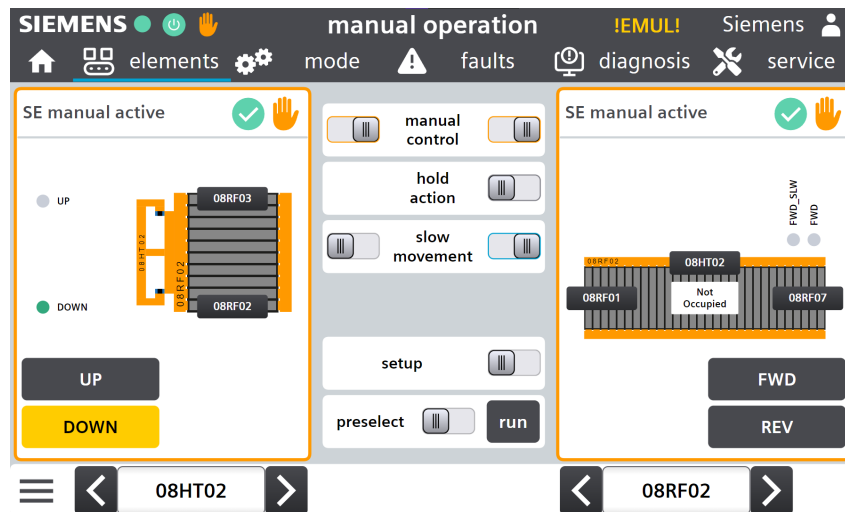 SIEMENS manual operation !EMUL! Siemens
elements mode faults diagnosis service
SE manual active
UP
08RF03
08HT02
08RF02
DOWN
08RF02
UP
DOWN
manual
control
hold
action
slow
movement
setup
preselect run
SE manual active
FWD_SLW
FWD
08RF02
08HT02
08RF01
Not
Occupied
08RF07
FWD
REV
08HT02
08RF02